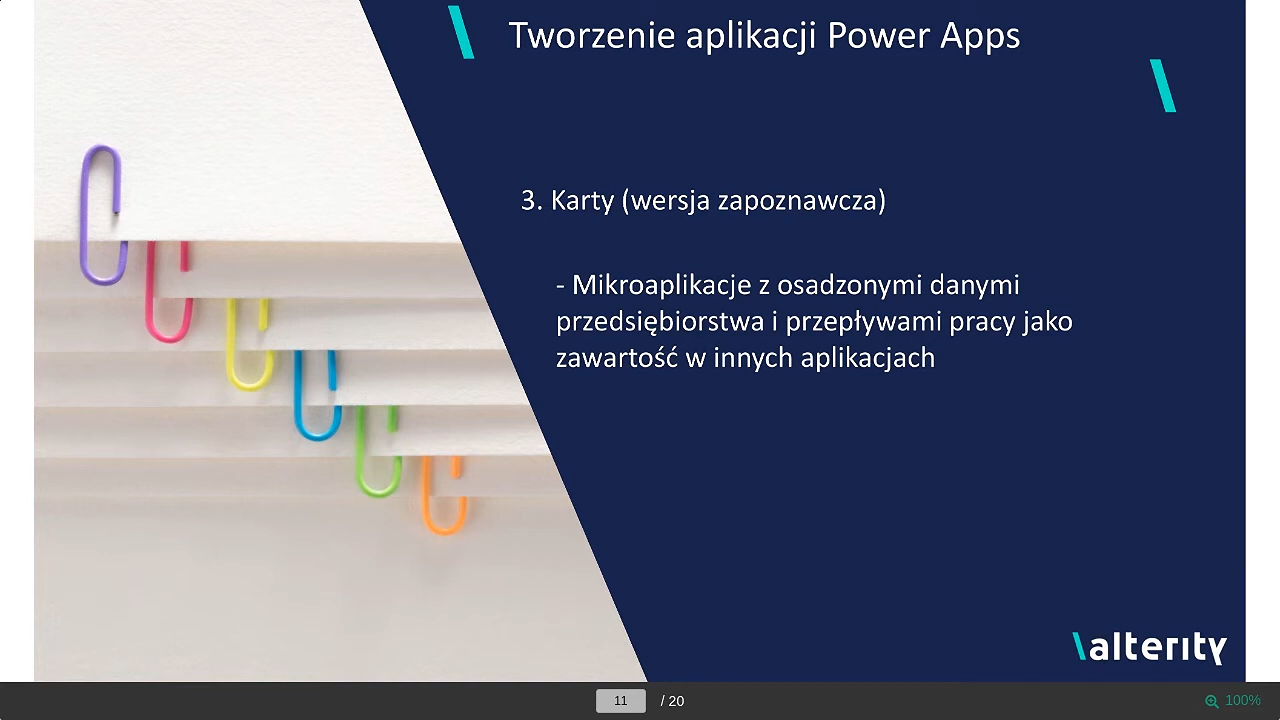 Tworzenie aplikacji Power Apps
3. Karty (wersja zapoznawcza)
- Mikroaplikacje z osadzonymi danymi
przedsiębiorstwa i przepływami pracy jako
zawartość w innych aplikacjach
\alterity
11 / 20
100%